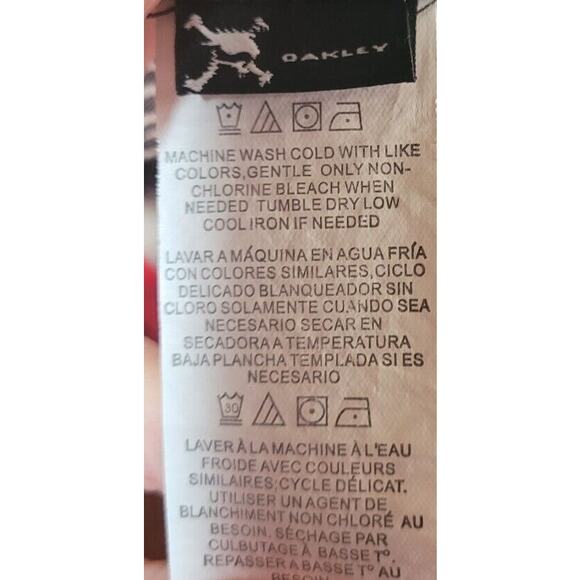 OAKLEY
MACHINE WASH COLD WITH LIKE
COLORS,GENTLE ONLY NON-
CHLORINE BLEACH WHEN
NEEDED TUMBLE DRY LOW
COOL IRON IF NEEDED
LAVAR A MÁQUINA EN AGUA FRÍA
CON COLORES SIMILARES,CICLO
DELICADO BLANQUEADOR SIN
CLORO SOLAMENTE CUANDO SEA
NECESARIO SECAR EN
SECADORA A TEMPERATURA
BAJA PLANCHA TEMPLADA SI ES
NECESARIO
30
LAVER À LA MACHINE À L'EAU
FROIDE AVEC COULEURS
SIMILAIRES;CYCLE DÉLICAT.
UTILISER UN AGENT DE
BLANCHIMENT NON CHLORÉ AU
BESOIN. SÉCHAGE PAR
CULBUTAGE À BASSE Tº.
REPASSER A BASSE Tº AU
BESOIN